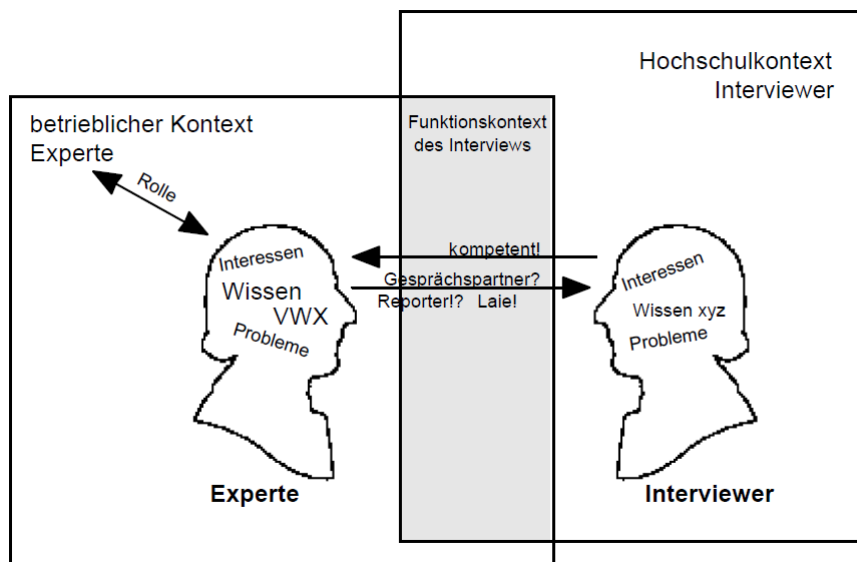 Hochschulkontext
Interviewer
betrieblicher Kontext
Experte
Funktionskontext
des Interviews
Rolle
kompetent!
Gesprächspartner?
Reporter!? Laie!
Interessen
Wissen
VWX
Probleme
Interessen
Wissen xyz
Probleme
Experte
Interviewer